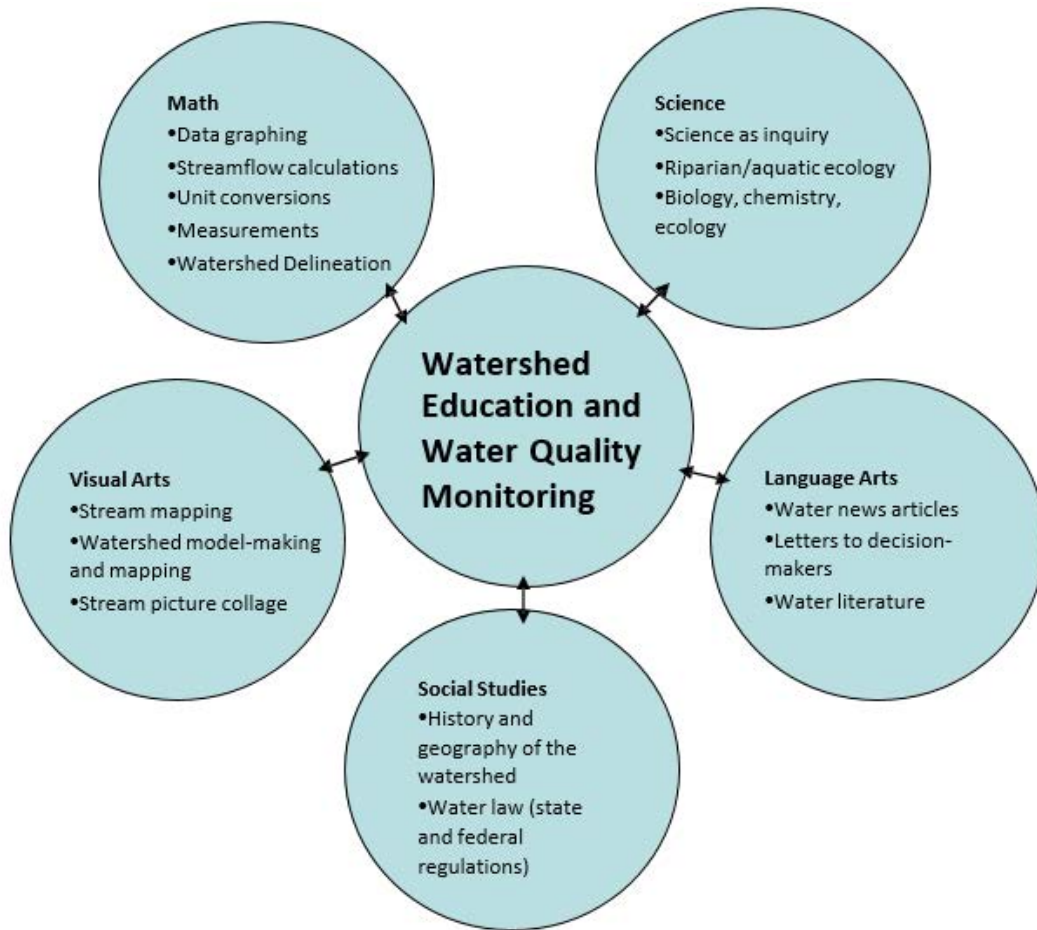 Math
•Data graphing
•Streamflow calculations
•Unit conversions
•Measurements
•Watershed Delineation
Science
•Science as inquiry
•Riparian/aquatic ecology
•Biology, chemistry,
ecology
Watershed
Education and
Water Quality
Monitoring
Visual Arts
•Stream mapping
•Watershed model-making
and mapping
•Stream picture collage
Language Arts
•Water news articles
•Letters to decision-
makers
•Water literature
Social Studies
•History and
geography of the
watershed
•Water law (state
and federal
regulations)